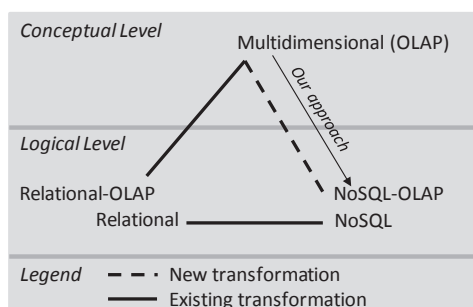 Conceptual Level
Multidimensional (OLAP)
Our approach
Logical Level
Relational-OLAP
NoSQL-OLAP
Relational
NoSQL
Legend
New transformation
Existing transformation